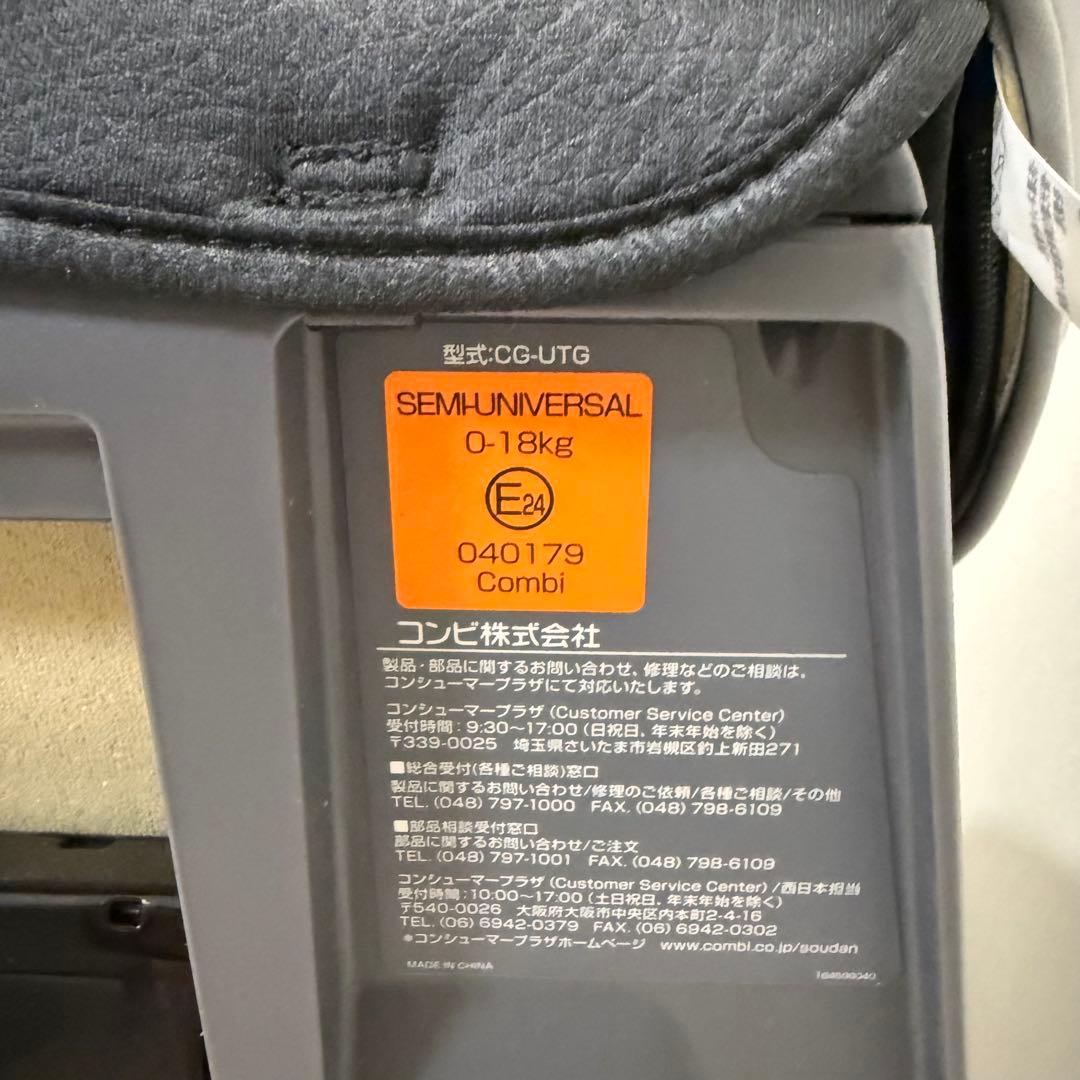 型式:CG-UTG
SEMI-UNIVERSAL
0-18kg
E24
040179
Combi
コンビ株式会社
製品・部品に関するお問い合わせ、修理などのご相談は、
コンシューマープラザにて対応いたします。
コンシューマープラザ (Customer Service Center)
受付時間:9:30〜17:00 (日祝日、年末年始を除く)
〒339-0025 埼玉県さいたま市岩槻区釣上新田271
■総合受付(各種ご相談)窓口
製品に関するお問い合わせ/修理のご依頼/各種ご相談/その他
TEL. (048) 797-1000 FAX. (048) 798-6109
■部品相談受付窓口
部品に関するお問い合わせ/ご注文
TEL. (048) 797-1001 FAX. (048) 798-6109
コンシューマープラザ (Customer Service Center) /西日本担当
受付時間:10:00〜17:00 (土日祝日、年末年始を除く)
〒540-0026 大阪府大阪市中央区内本町2-4-16
TEL. (06) 6942-0379 FAX. (06) 6942-0302
*コンシューマープラザホームページ www.combi.co.jp/soudan
MADE IN CHINA